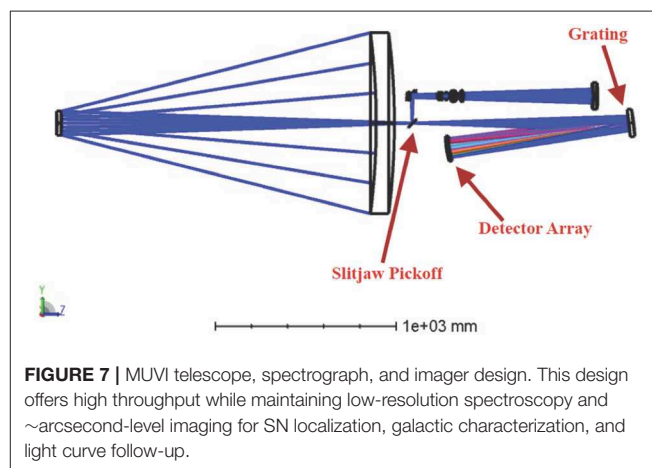 Grating
Detector Array
Slitjaw Pickoff
Y
Z
1e+03 mm
FIGURE 7 | MUVI telescope, spectrograph, and imager design. This design
offers high throughput while maintaining low-resolution spectroscopy and
∼arcsecond-level imaging for SN localization, galactic characterization, and
light curve follow-up.